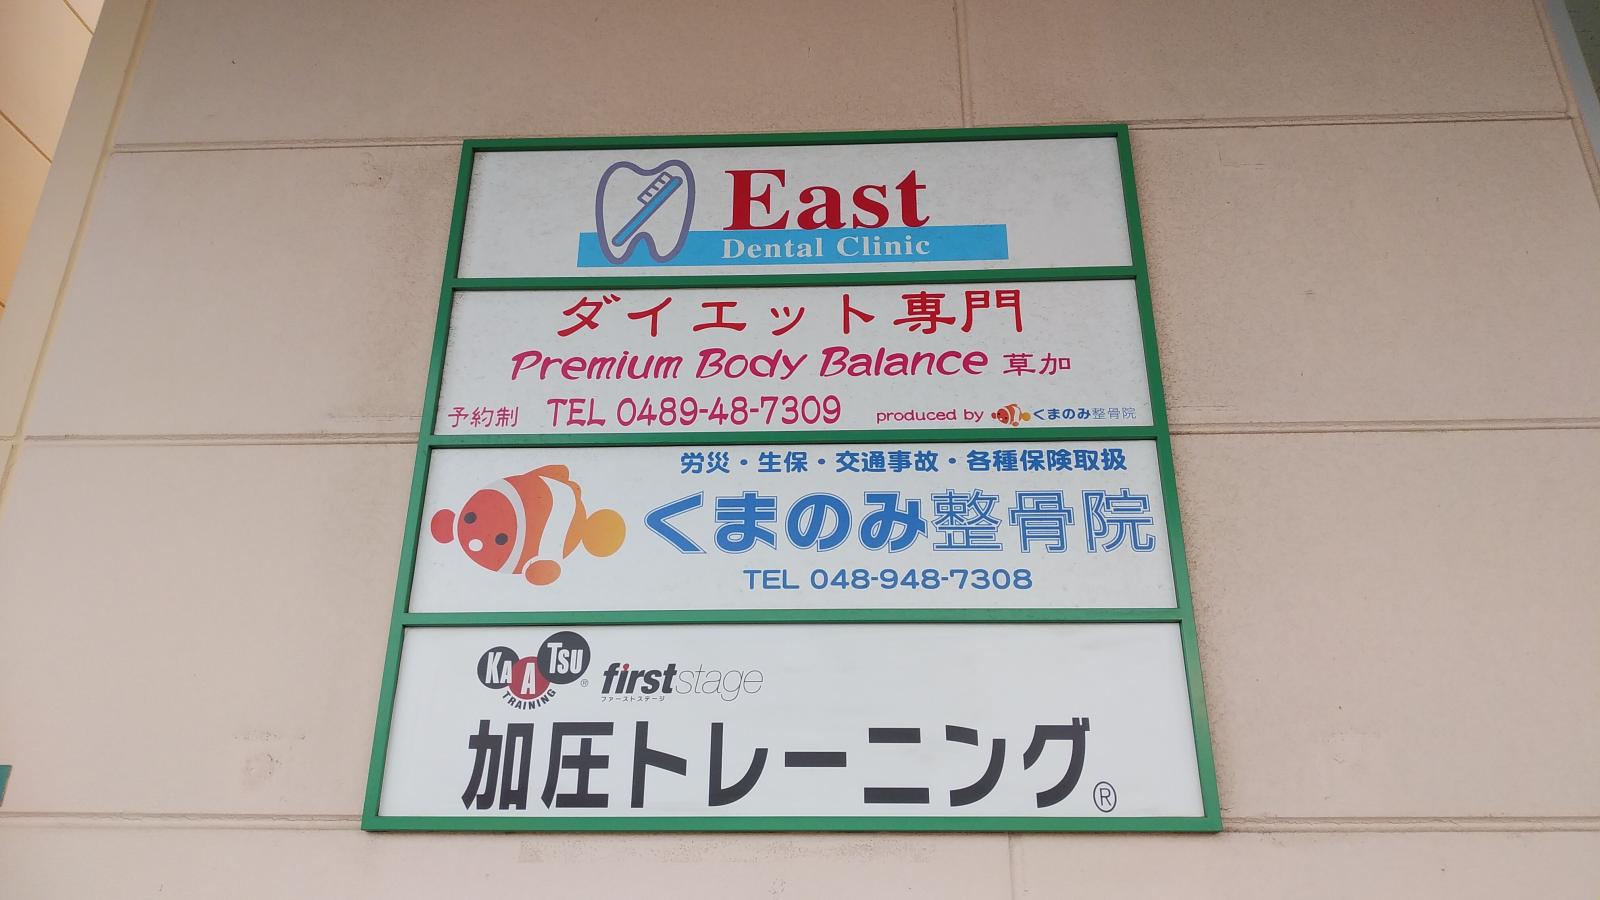 East
Dental Clinic
ダイエット専門
Premium Body Balance 草加
予約制 TEL 0489-48-7309 produced by くまのみ整骨院
労災・生保・交通事故・各種保険取扱
くまのみ整骨院
TEL 048-948-7308
KAATSU ®
TRAINING
firststage
ファーストステージ
加圧トレーニング®